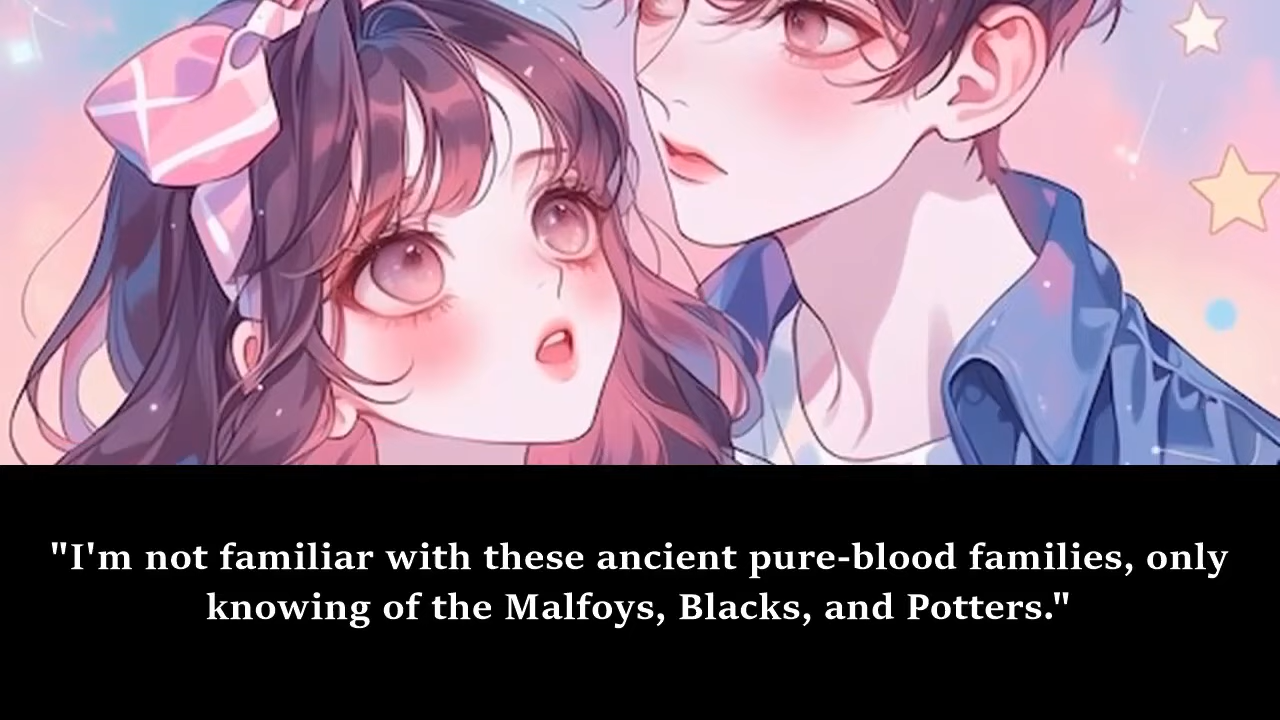 "I'm not familiar with these ancient pure-blood families, only
knowing of the Malfoys, Blacks, and Potters."